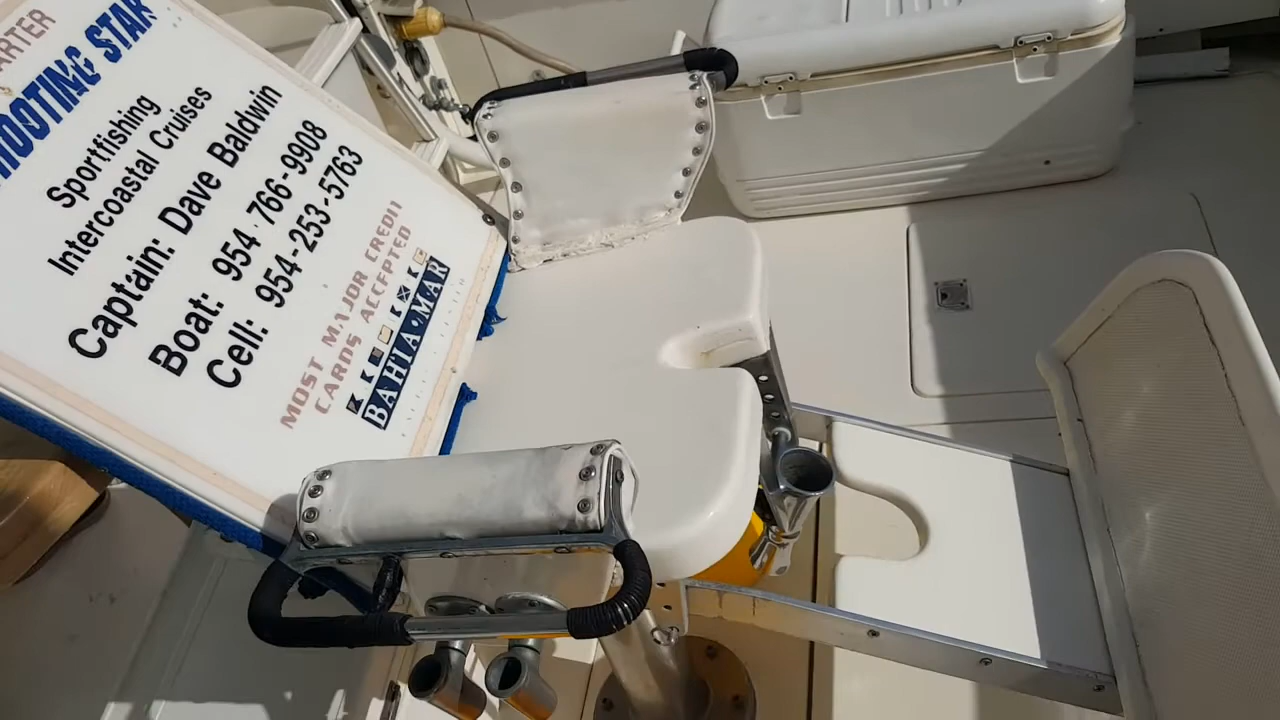 SHOOTING STAR
Sportfishing
Intercoastal Cruises
Captain: Dave Baldwin
Boat: 954-766-9908
Cell: 954-253-5763
MOST MAJOR CREDIT
CARDS ACCEPTED
BAHIA·MAR